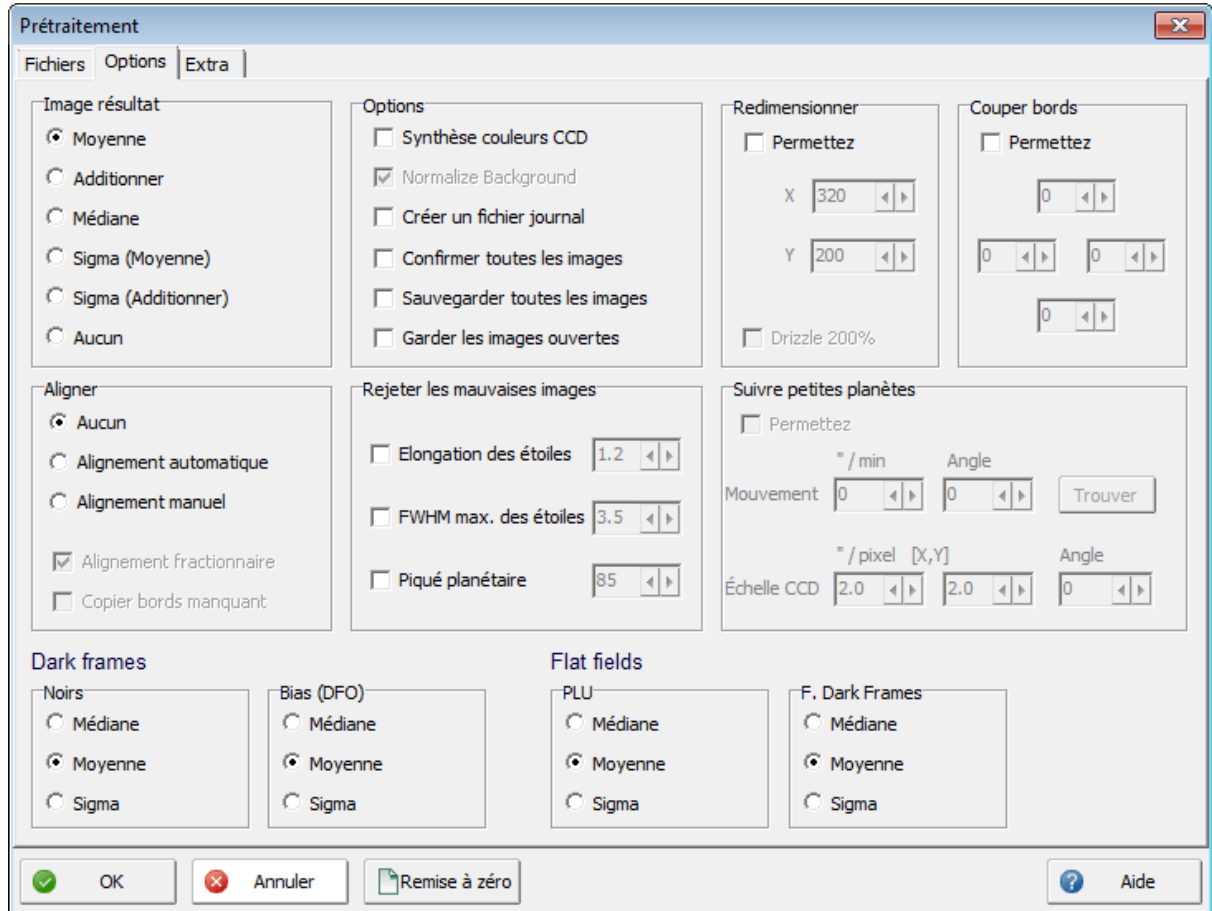 Prétraitement
Fichiers Options Extra
Image résultat
Moyenne
Additionner
Médiane
Sigma (Moyenne)
Sigma (Additionner)
Aucun
Options
Synthèse couleurs CCD
Normalize Background
Créer un fichier journal
Confirmer toutes les images
Sauvegarder toutes les images
Garder les images ouvertes
Redimensionner
Permettez
X 320
Y 200
Drizzle 200%
Couper bords
Permettez
0
0 0
0
Aligner
Aucun
Alignement automatique
Alignement manuel
Alignement fractionnaire
Copier bords manquant
Rejeter les mauvaises images
Elongation des étoiles 1.2
FWHM max. des étoiles 3.5
Piqué planétaire 85
Suivre petites planètes
Permettez
" / min Angle
Mouvement 0 0 Trouver
" / pixel [X,Y] Angle
Échelle CCD 2.0 2.0 0
Dark frames
Noirs
Médiane
Moyenne
Sigma
Bias (DFO)
Médiane
Moyenne
Sigma
Flat fields
PLU
Médiane
Moyenne
Sigma
F. Dark Frames
Médiane
Moyenne
Sigma
OK Annuler Remise à zéro Aide